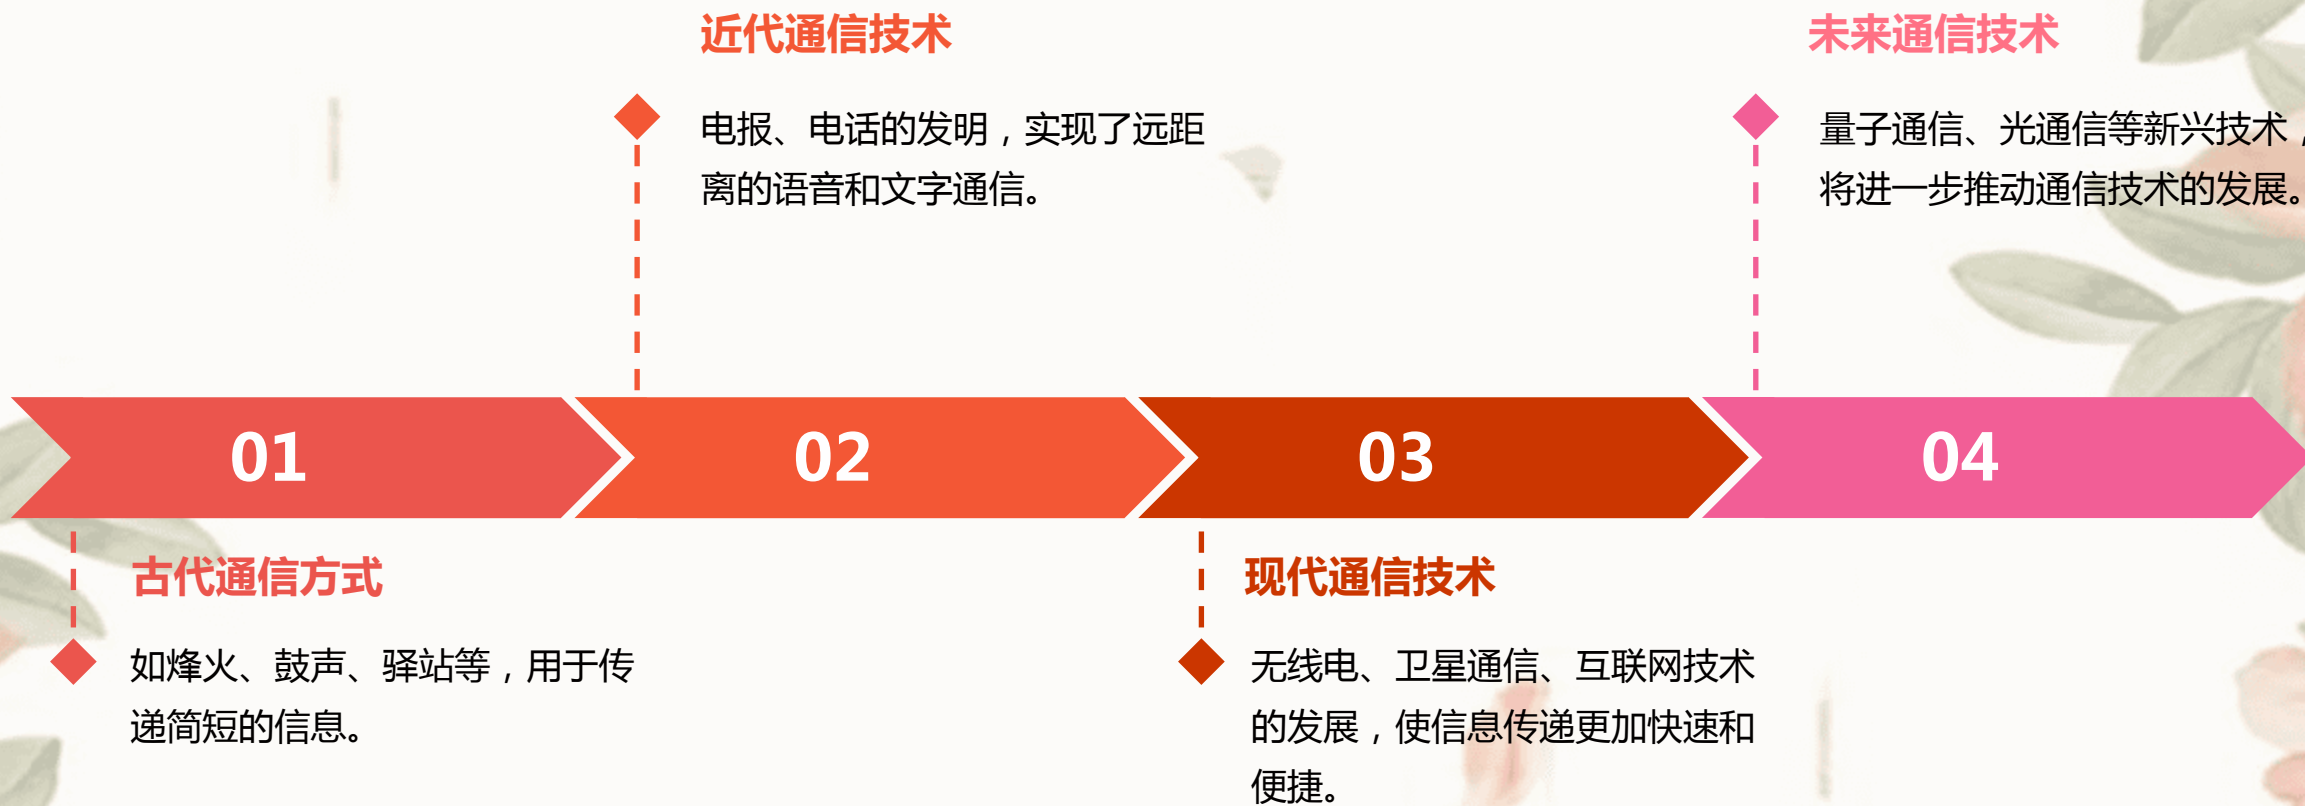 近代通信技术
电报、电话的发明，实现了远距
离的语音和文字通信。
未来通信技术
量子通信、光通信等新兴技术，
将进一步推动通信技术的发展。
01
02
03
04
古代通信方式
如烽火、鼓声、驿站等，用于传
递简短的信息。
现代通信技术
无线电、卫星通信、互联网技术
的发展，使信息传递更加快速和
便捷。